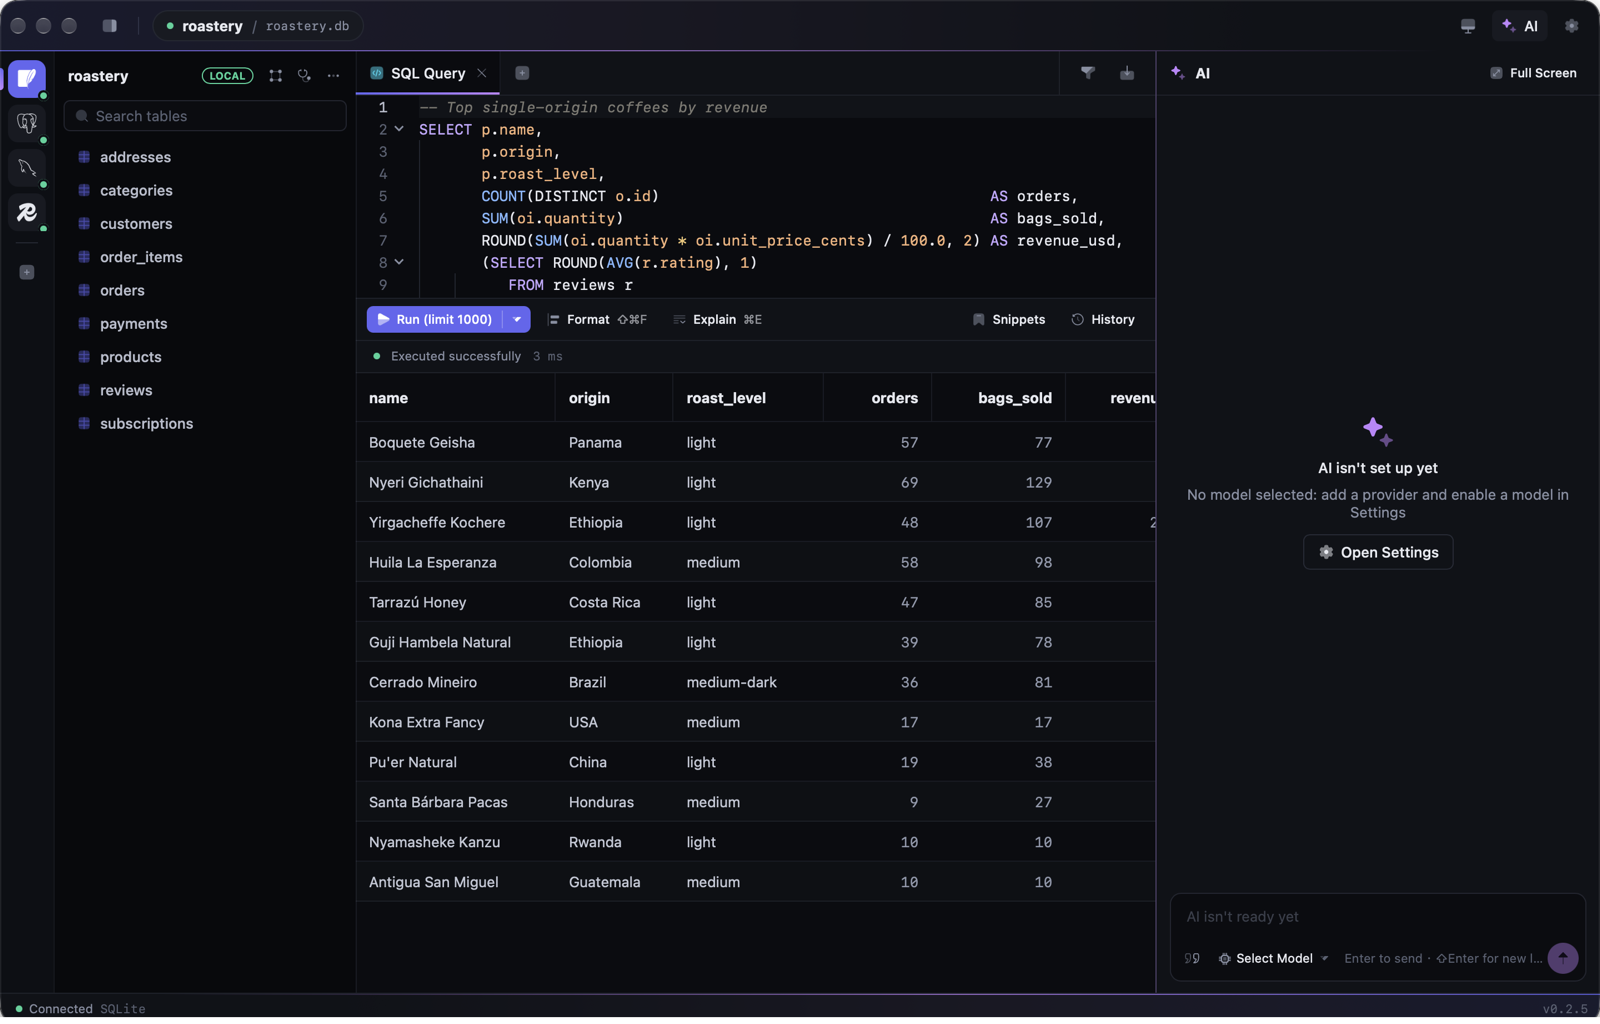 roastery / roastery.db
AI
roastery LOCAL
Search tables
addresses
categories
customers
order_items
orders
payments
products
reviews
subscriptions
SQL Query
1 -- Top single-origin coffees by revenue
2 SELECT p.name,
3 p.origin,
4 p.roast_level,
5 COUNT(DISTINCT o.id) AS orders,
6 SUM(oi.quantity) AS bags_sold,
7 ROUND(SUM(oi.quantity * oi.unit_price_cents) / 100.0, 2) AS revenue_usd,
8 (SELECT ROUND(AVG(r.rating), 1)
9 FROM reviews r
Run (limit 1000) Format ⇧⌘F Explain ⌘E Snippets History
Executed successfully 3 ms
name origin roast_level orders bags_sold revenu
Boquete Geisha Panama light 57 77
Nyeri Gichathaini Kenya light 69 129
Yirgacheffe Kochere Ethiopia light 48 107 2
Huila La Esperanza Colombia medium 58 98
Tarrazú Honey Costa Rica light 47 85
Guji Hambela Natural Ethiopia light 39 78
Cerrado Mineiro Brazil medium-dark 36 81
Kona Extra Fancy USA medium 17 17
Pu'er Natural China light 19 38
Santa Bárbara Pacas Honduras medium 9 27
Nyamasheke Kanzu Rwanda light 10 10
Antigua San Miguel Guatemala medium 10 10
AI Full Screen
AI isn't set up yet
No model selected: add a provider and enable a model in
Settings
Open Settings
AI isn't ready yet
Select Model Enter to send · ⇧Enter for new l...
Connected SQLite
v0.2.5